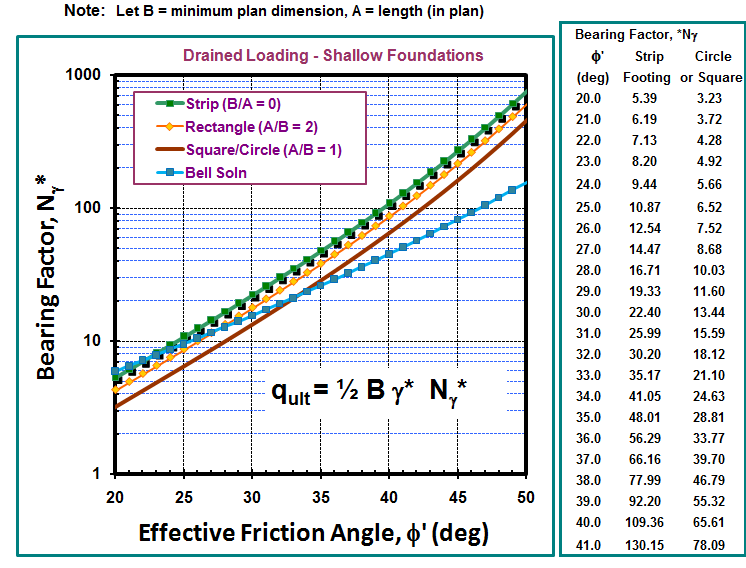 Note: Let B = minimum plan dimension, A = length (in plan)
Drained Loading - Shallow Foundations
1000
100
10
1
Bearing Factor, Nγ*
Strip (B/A = 0)
Rectangle (A/B = 2)
Square/Circle (A/B = 1)
Bell Soln
qult = ½ B γ* Nγ*
20 25 30 35 40 45 50
Effective Friction Angle, ϕ' (deg)
Bearing Factor, *Nγ
ϕ' Strip Circle
(deg) Footing or Square
20.0 5.39 3.23
21.0 6.19 3.72
22.0 7.13 4.28
23.0 8.20 4.92
24.0 9.44 5.66
25.0 10.87 6.52
26.0 12.54 7.52
27.0 14.47 8.68
28.0 16.71 10.03
29.0 19.33 11.60
30.0 22.40 13.44
31.0 25.99 15.59
32.0 30.20 18.12
33.0 35.17 21.10
34.0 41.05 24.63
35.0 48.01 28.81
36.0 56.29 33.77
37.0 66.16 39.70
38.0 77.99 46.79
39.0 92.20 55.32
40.0 109.36 65.61
41.0 130.15 78.09